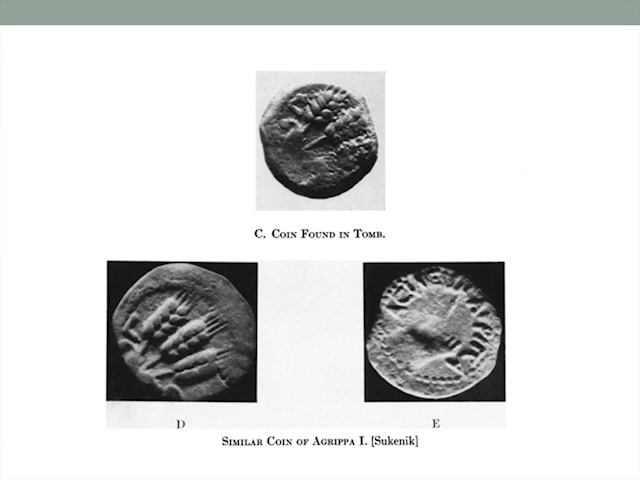 C. Coin Found in Tomb.
D
E
Similar Coin of Agrippa I. [Sukenik]